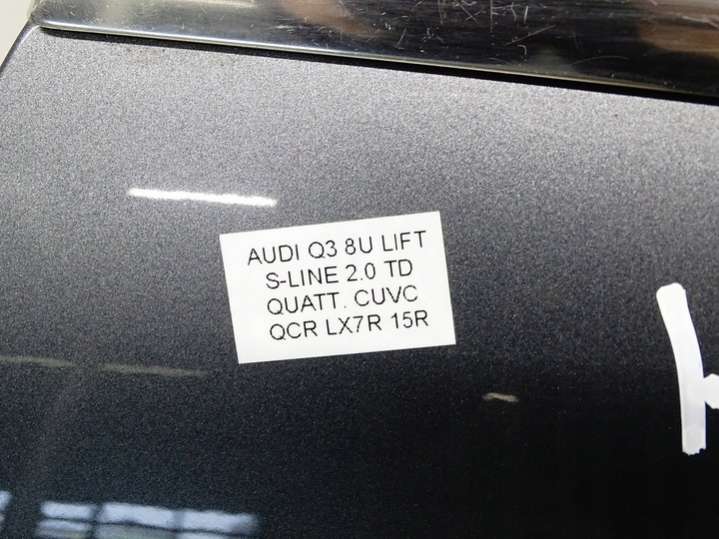 AUDI Q3 8U LIFT
S-LINE 2.0 TD
QUATT. CUVC
QCR LX7R 15R